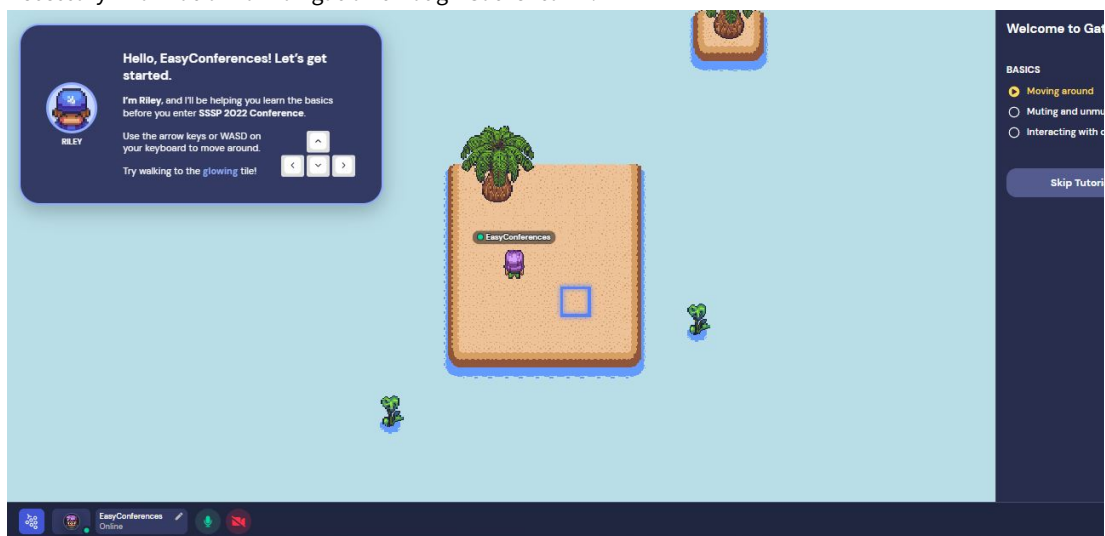 Hello, EasyConferences! Let's get
started.
I'm Riley, and I'll be helping you learn the basics
before you enter SSSP 2022 Conference.
Use the arrow keys or WASD on
your keyboard to move around.
Try walking to the glowing tile!
RILEY
EasyConferences
Welcome to Gat
BASICS
Moving around
Muting and unmu
Interacting with o
Skip Tutori
EasyConferences
Online